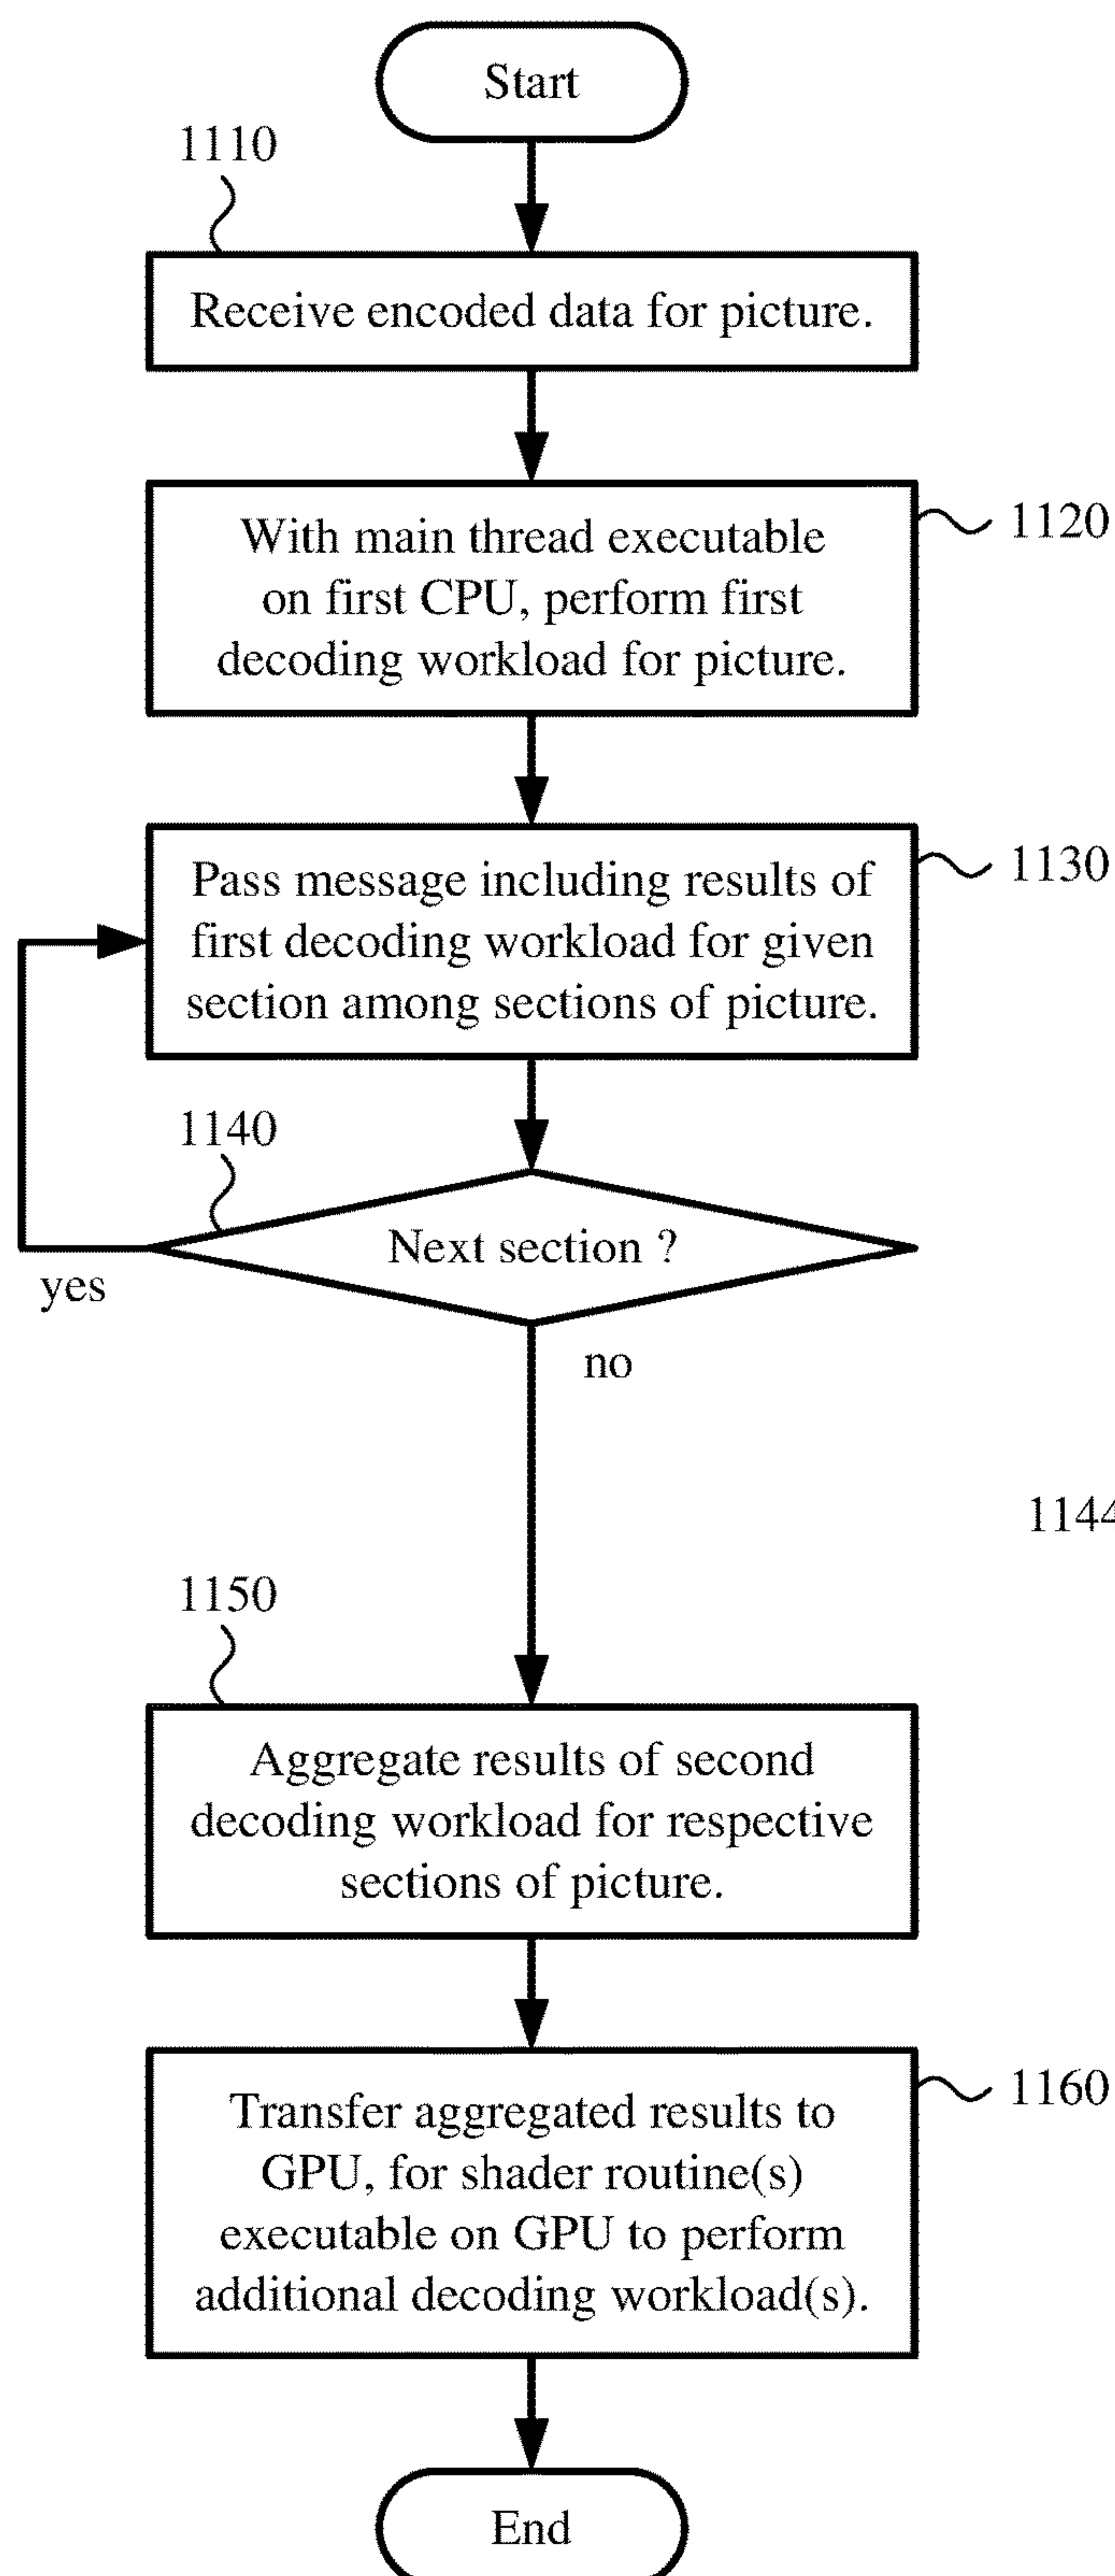 Start
1110
Receive encoded data for picture.
With main thread executable
on first CPU, perform first
decoding workload for picture.
1120
Pass message including results of
first decoding workload for given
section among sections of picture.
1130
1140
Next section ?
yes
no
1144
1150
Aggregate results of second
decoding workload for respective
sections of picture.
Transfer aggregated results to
GPU, for shader routine(s)
executable on GPU to perform
additional decoding workload(s).
1160
End